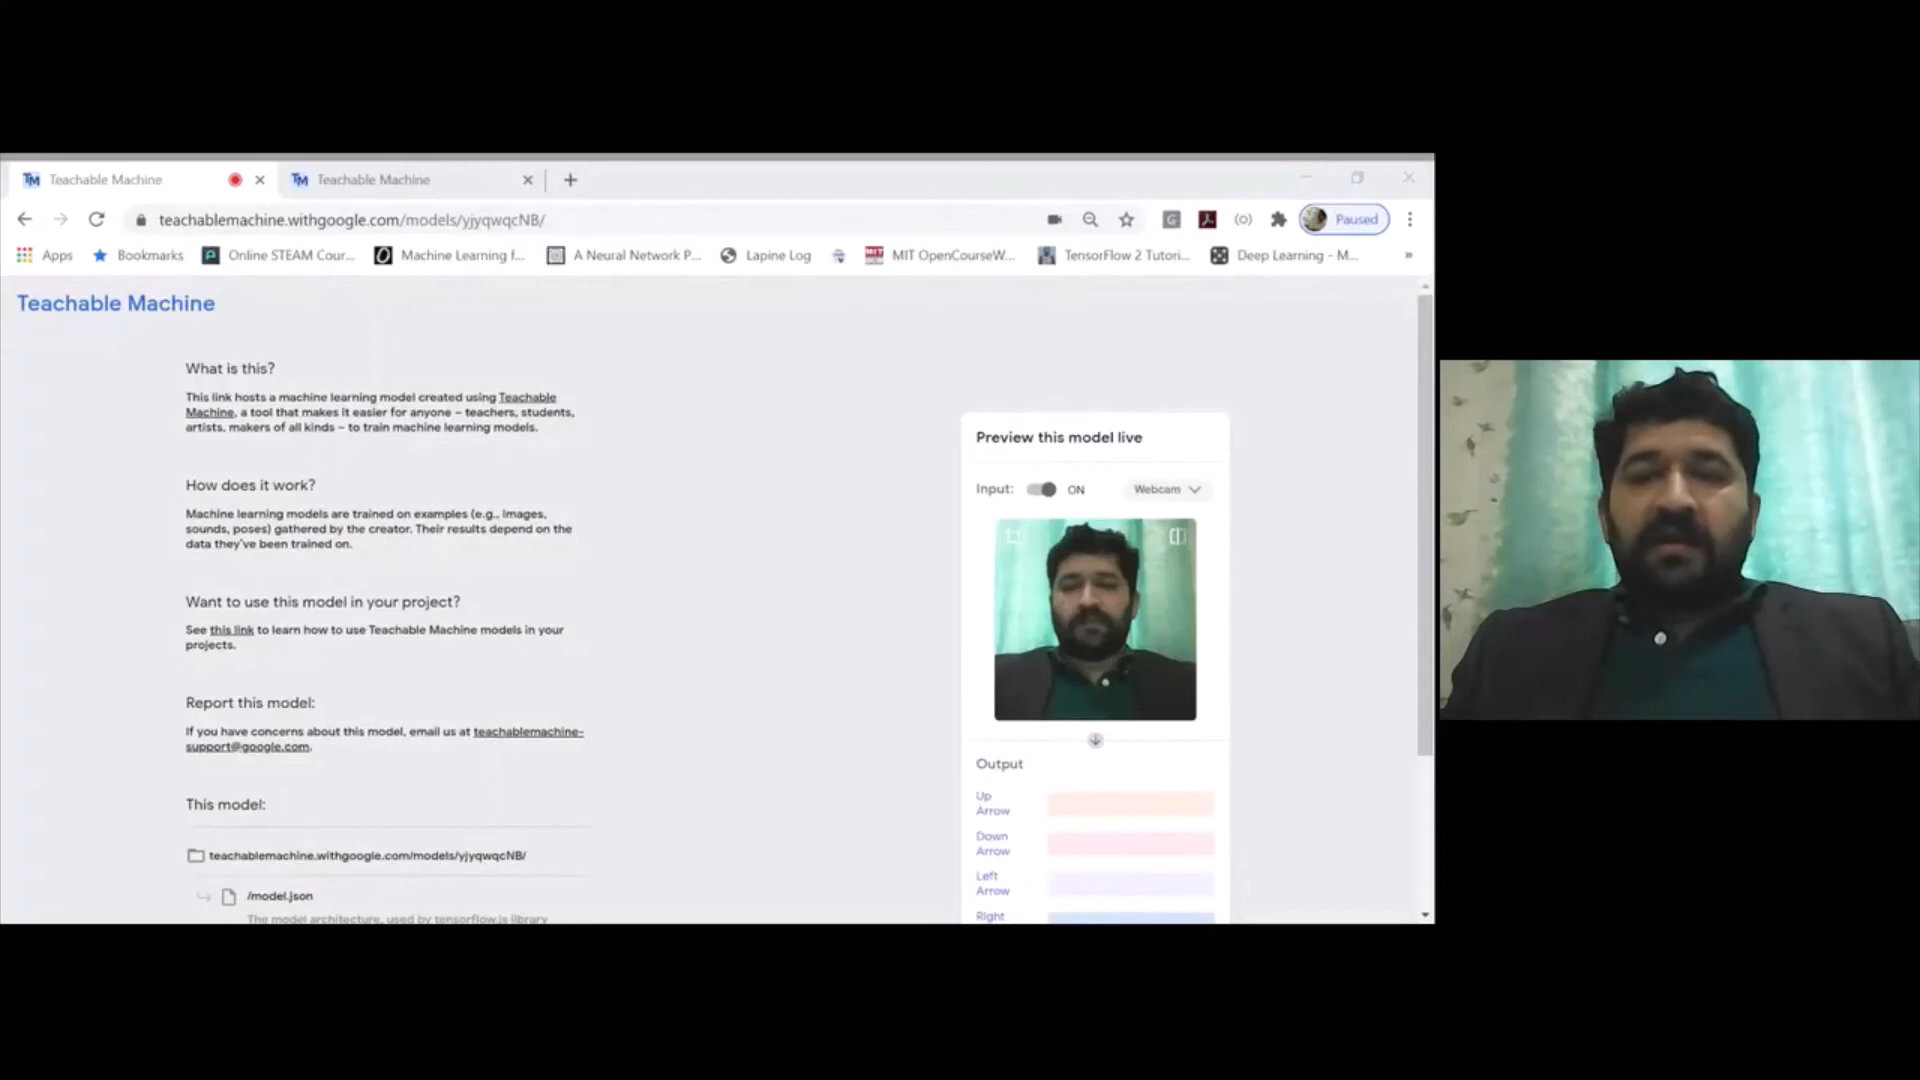 Teachable Machine
Teachable Machine
teachablemachine.withgoogle.com/models/yjyqwqcNB/
Paused
Apps
Bookmarks
Online STEAM Cour...
Machine Learning f...
A Neural Network P...
Lapine Log
MIT OpenCourseW...
TensorFlow 2 Tutori...
Deep Learning - M...
»
Teachable Machine
What is this?
This link hosts a machine learning model created using Teachable
Machine, a tool that makes it easier for anyone – teachers, students,
artists, makers of all kinds – to train machine learning models.
How does it work?
Machine learning models are trained on examples (e.g., images,
sounds, poses) gathered by the creator. Their results depend on the
data they've been trained on.
Want to use this model in your project?
See this link to learn how to use Teachable Machine models in your
projects.
Report this model:
If you have concerns about this model, email us at teachablemachine-
support@google.com.
This model:
teachablemachine.withgoogle.com/models/yjyqwqcNB/
/model.json
The model architecture, used by tensorflow.js library
Preview this model live
Input:
ON
Webcam
Output
Up
Arrow
Down
Arrow
Left
Arrow
Right